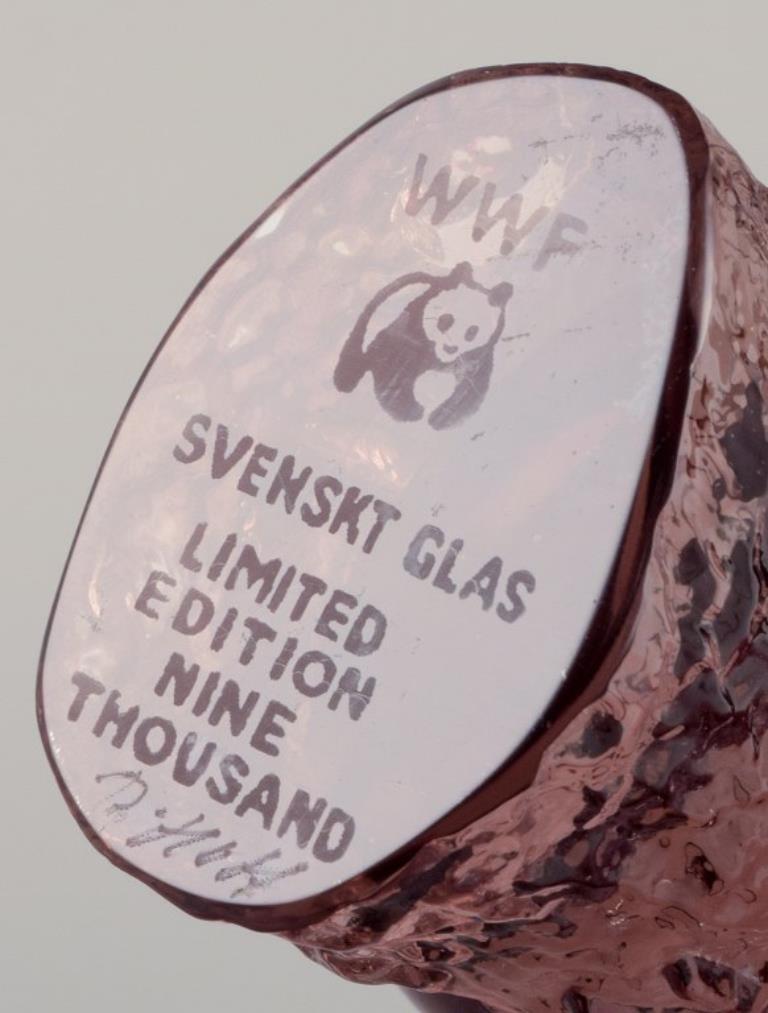 WWF
SVENSKT GLAS
LIMITED
EDITION
NINE
THOUSAND